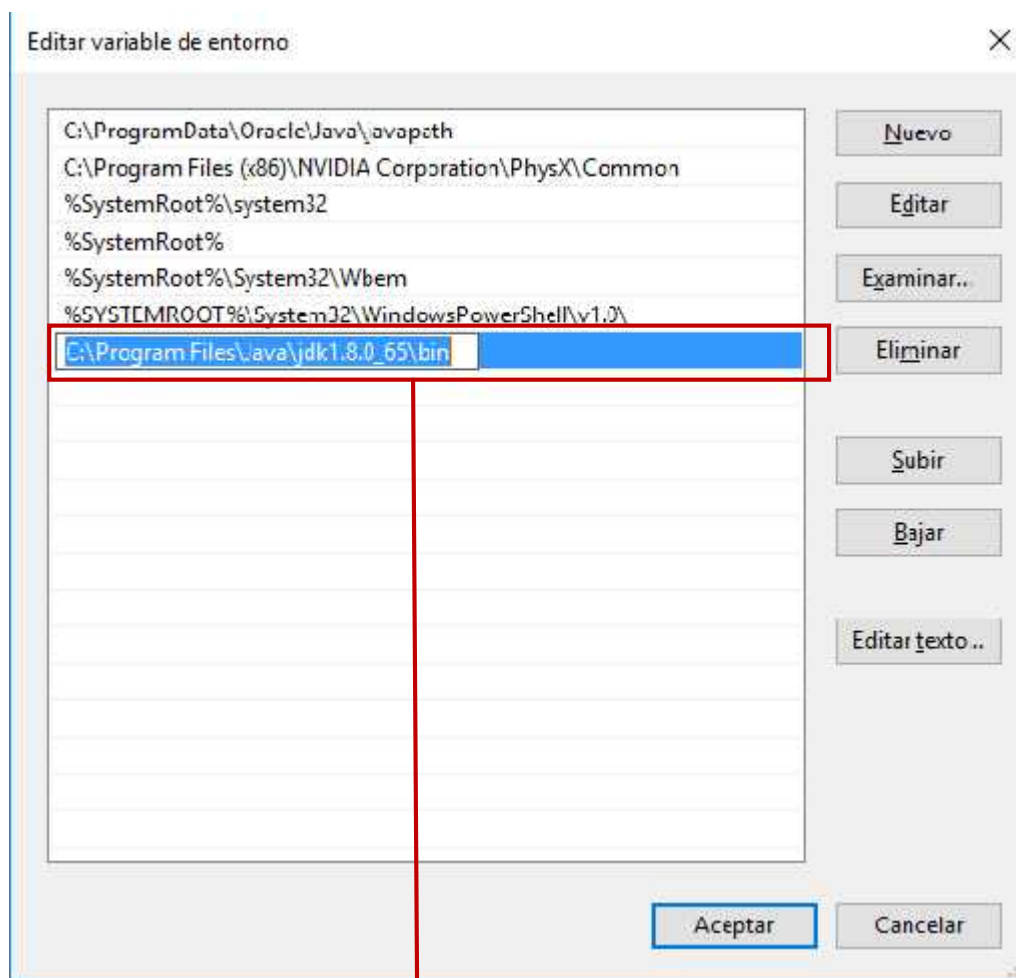 Editar variable de entorno
C:\ProgramData\Oracle\Java\javapath
C:\Program Files (x86)\NVIDIA Corporation\PhysX\Common
%SystemRoot%\system32
%SystemRoot%
%SystemRoot%\System32\Wbem
%SYSTEMROOT%\System32\WindowsPowerShell\v1.0\
C:\Program Files\Java\jdk1.8.0_65\bin
Nuevo
Editar
Examinar...
Eliminar
Subir
Bajar
Editar texto...
Aceptar
Cancelar